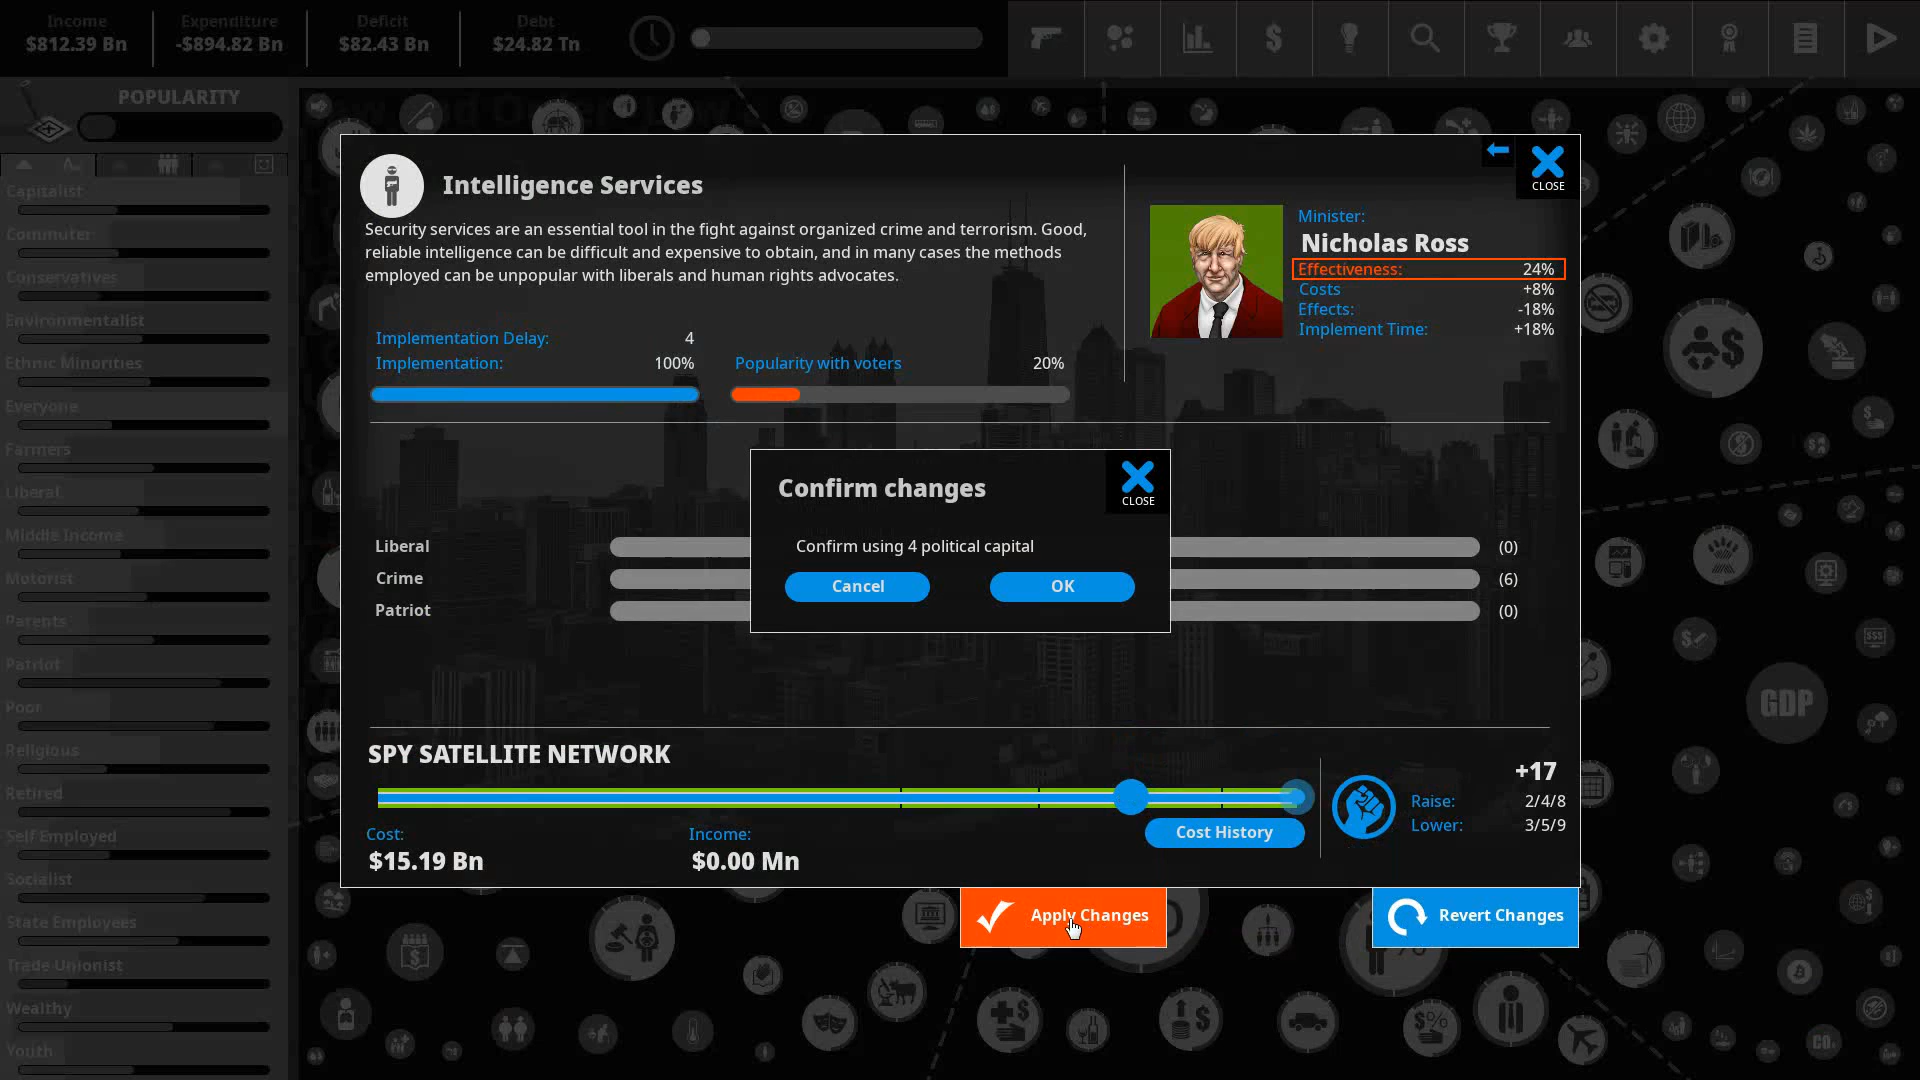 Income
$812.39 Bn
Expenditure
-$894.82 Bn
Deficit
$82.43 Bn
Debt
$24.82 Tn
POPULARITY
Capitalist
Commuter
Conservatives
Environmentalist
Ethnic Minorities
Everyone
Farmers
Liberal
Middle Income
Motorist
Parents
Patriot
Poor
Religious
Retired
Self Employed
Socialist
State Employees
Trade Unionist
Wealthy
Youth
Intelligence Services
Security services are an essential tool in the fight against organized crime and terrorism. Good,
reliable intelligence can be difficult and expensive to obtain, and in many cases the methods
employed can be unpopular with liberals and human rights advocates.
Implementation Delay: 4
Implementation: 100%
Popularity with voters 20%
CLOSE
Minister:
Nicholas Ross
Effectiveness: 24%
Costs +8%
Effects: -18%
Implement Time: +18%
Confirm changes
CLOSE
Confirm using 4 political capital
Cancel
OK
Liberal (0)
Crime (6)
Patriot (0)
SPY SATELLITE NETWORK
Cost:
$15.19 Bn
Income:
$0.00 Mn
Cost History
+17
Raise: 2/4/8
Lower: 3/5/9
Apply Changes
Revert Changes
GDP